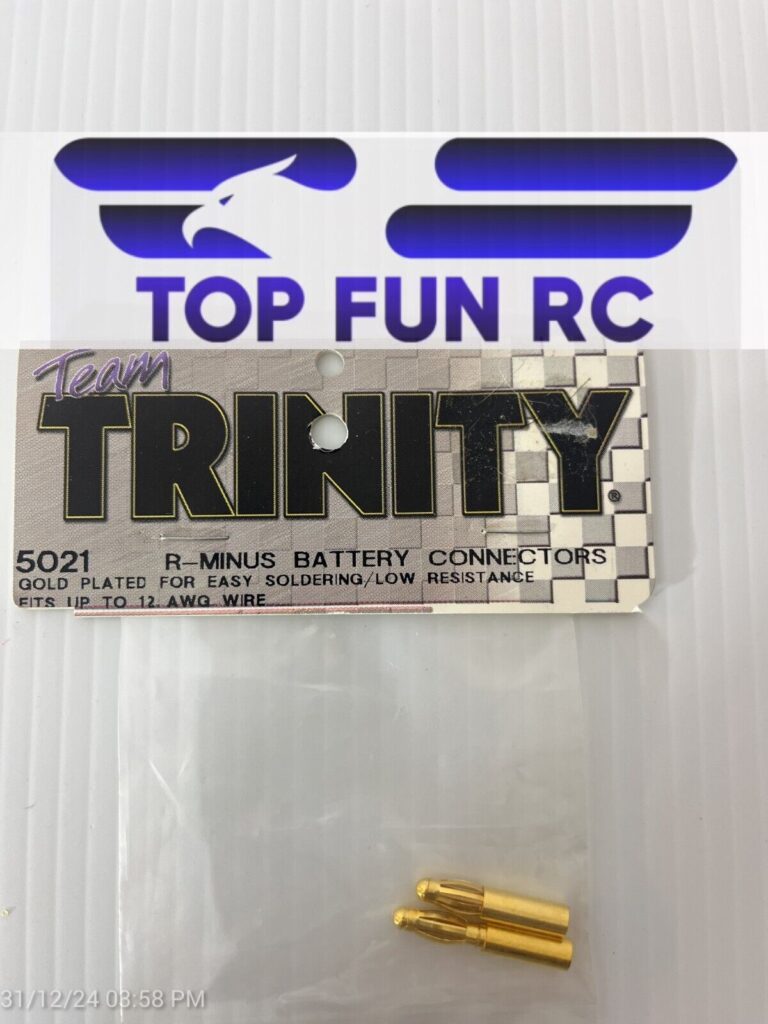 TOP FUN RC
Team
TRINITY®
5021 R-MINUS BATTERY CONNECTORS
GOLD PLATED FOR EASY SOLDERING/LOW RESISTANCE
FITS UP TO 12 AWG WIRE
31/12/24 03:58 PM